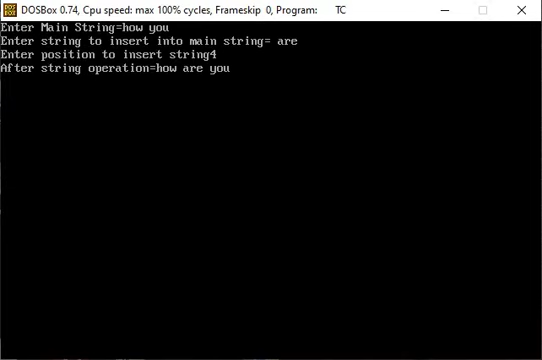 DOSBox 0.74, Cpu speed: max 100% cycles, Frameskip 0, Program: TC
Enter Main String=how you
Enter string to insert into main string= are
Enter position to insert string4
After string operation=how are you